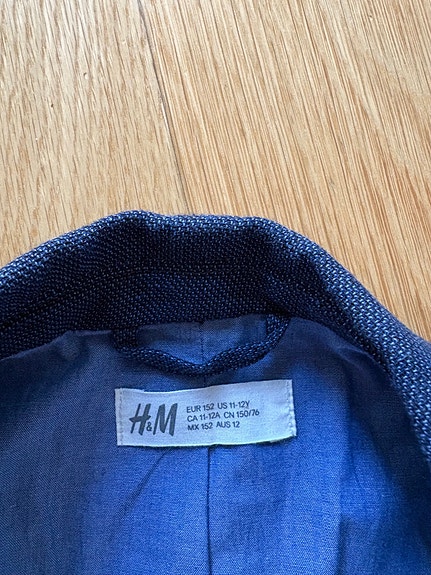 H&M
EUR 152 US 11-12Y
CA 11-12A CN 150/76
MX 152 AUS 12